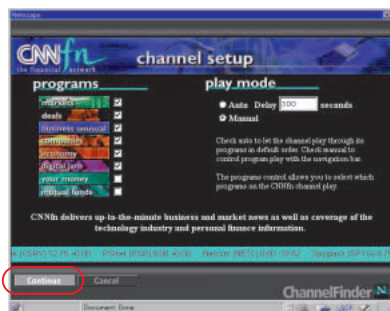 Netscape
CNNfn
the financial network
channel setup
programs
play_mode
markets
deals
business unusual
companies
economy
digital jam
your money
mutual funds
Auto Delay 300 seconds
Manual
Check auto to let the channel play through its
programs in default order. Check manual to
control program play with the navigation bar.
The programs control allows you to select which
programs on the CNNfn channel play.
CNNfn delivers up-to-the-minute business and market news as well as coverage of the
technology industry and personal finance information.
Continue
Cancel
ChannelFinder N
Document: Done